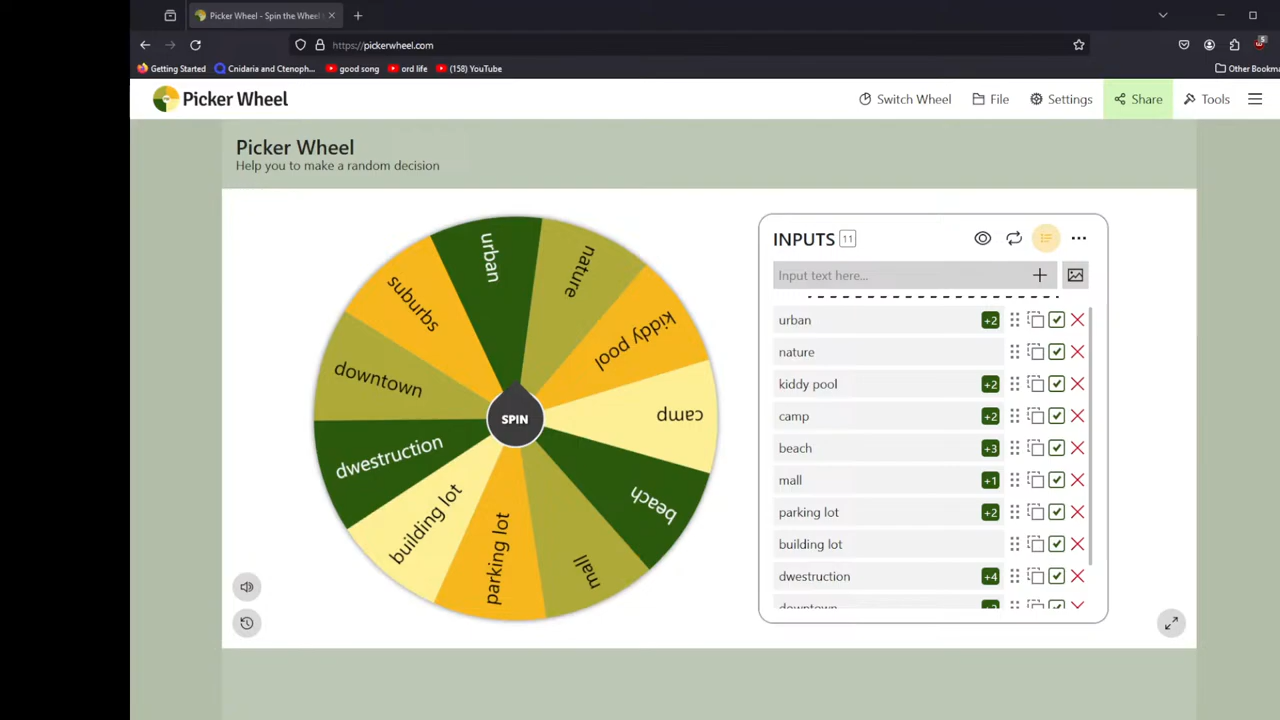 Picker Wheel - Spin the Wheel
https://pickerwheel.com
5
Getting Started
Cnidaria and Ctenoph...
good song
ord life
(158) YouTube
Other Bookma
Picker Wheel
Switch Wheel
File
Settings
Share
Tools
Picker Wheel
Help you to make a random decision
urban
nature
kiddy pool
camp
beach
mall
parking lot
building lot
dwestruction
downtown
suburbs
SPIN
INPUTS 11
Input text here...
urban +2
nature
kiddy pool +2
camp +2
beach +3
mall +1
parking lot +2
building lot
dwestruction +4
downtown